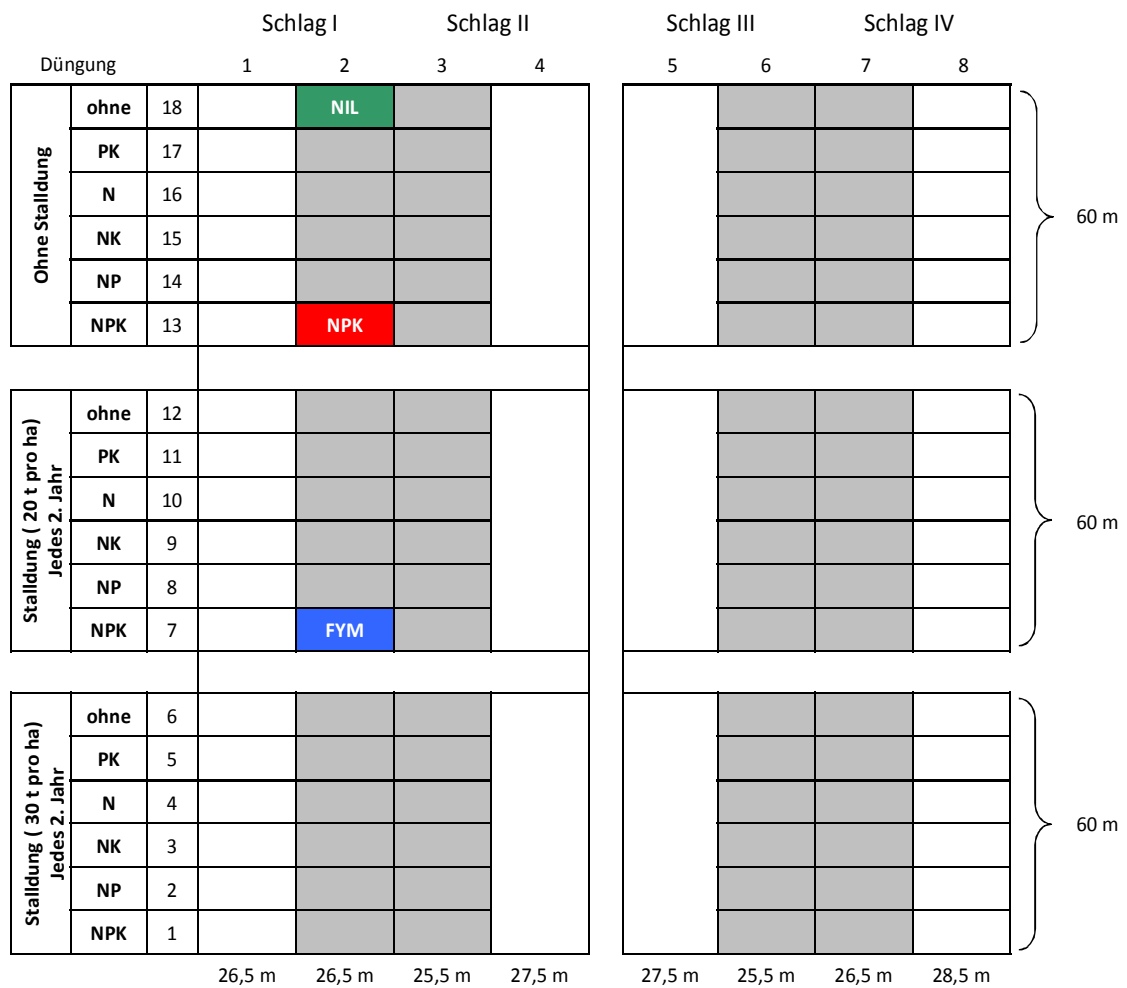 Schlag I Schlag II Schlag III Schlag IV
Düngung 1 2 3 4 5 6 7 8
Ohne Stalldung
ohne 18 NIL
PK 17
N 16
NK 15
NP 14
NPK 13 NPK
60 m
Stalldung ( 20 t pro ha)
Jedes 2. Jahr
ohne 12
PK 11
N 10
NK 9
NP 8
NPK 7 FYM
60 m
Stalldung ( 30 t pro ha)
Jedes 2. Jahr
ohne 6
PK 5
N 4
NK 3
NP 2
NPK 1
60 m
26,5 m 26,5 m 25,5 m 27,5 m 27,5 m 25,5 m 26,5 m 28,5 m